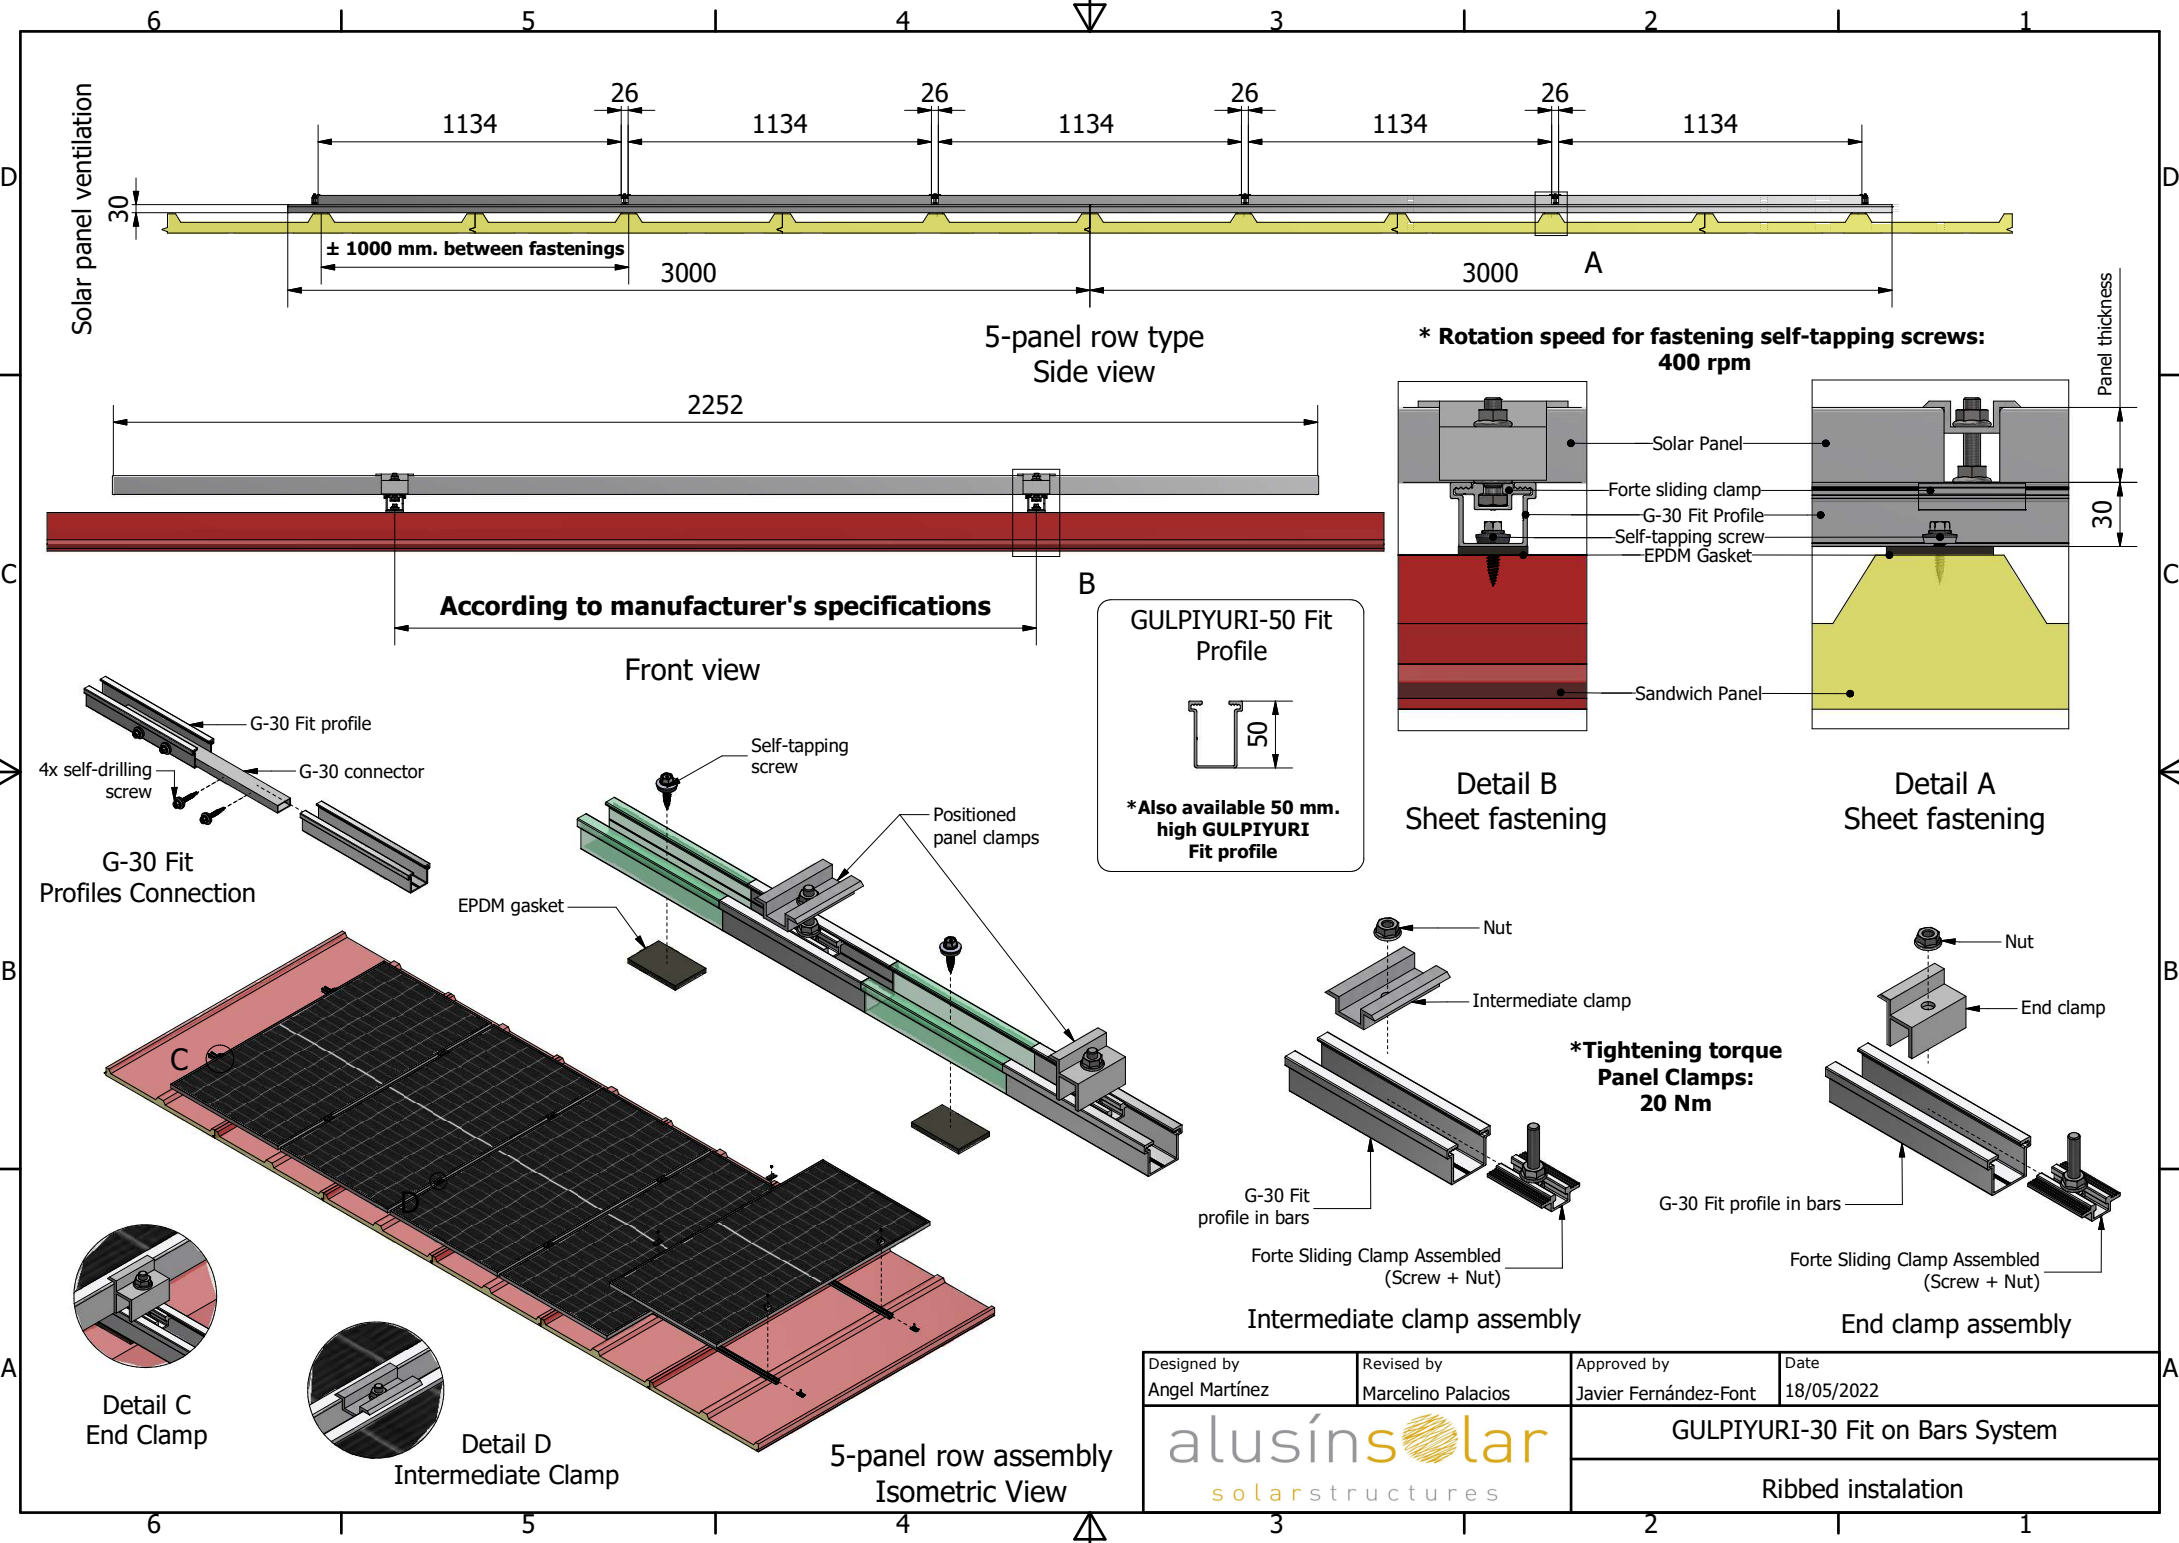 6 5 4 3 2 1
D
D
C
C
B
B
A
A
Solar panel ventilation
30
26 26 26 26
1134 1134 1134 1134 1134
± 1000 mm. between fastenings
3000 3000
A
5-panel row type
Side view
* Rotation speed for fastening self-tapping screws:
400 rpm
Panel thickness
30
2252
According to manufacturer's specifications
B
Front view
Solar Panel
Forte sliding clamp
G-30 Fit Profile
Self-tapping screw
EPDM Gasket
Sandwich Panel
Detail B
Sheet fastening
Detail A
Sheet fastening
GULPIYURI-50 Fit
Profile
50
*Also available 50 mm.
high GULPIYURI
Fit profile
G-30 Fit profile
G-30 connector
4x self-drilling
screw
G-30 Fit
Profiles Connection
Self-tapping
screw
Positioned
panel clamps
EPDM gasket
C
D
Detail C
End Clamp
Detail D
Intermediate Clamp
5-panel row assembly
Isometric View
Nut
Intermediate clamp
G-30 Fit
profile in bars
Forte Sliding Clamp Assembled
(Screw + Nut)
Intermediate clamp assembly
*Tightening torque
Panel Clamps:
20 Nm
Nut
End clamp
G-30 Fit profile in bars
Forte Sliding Clamp Assembled
(Screw + Nut)
End clamp assembly
Designed by
Angel Martínez
Revised by
Marcelino Palacios
Approved by
Javier Fernández-Font
Date
18/05/2022
alusínsolar
solarstructures
GULPIYURI-30 Fit on Bars System
Ribbed instalation
6 5 4 3 2 1